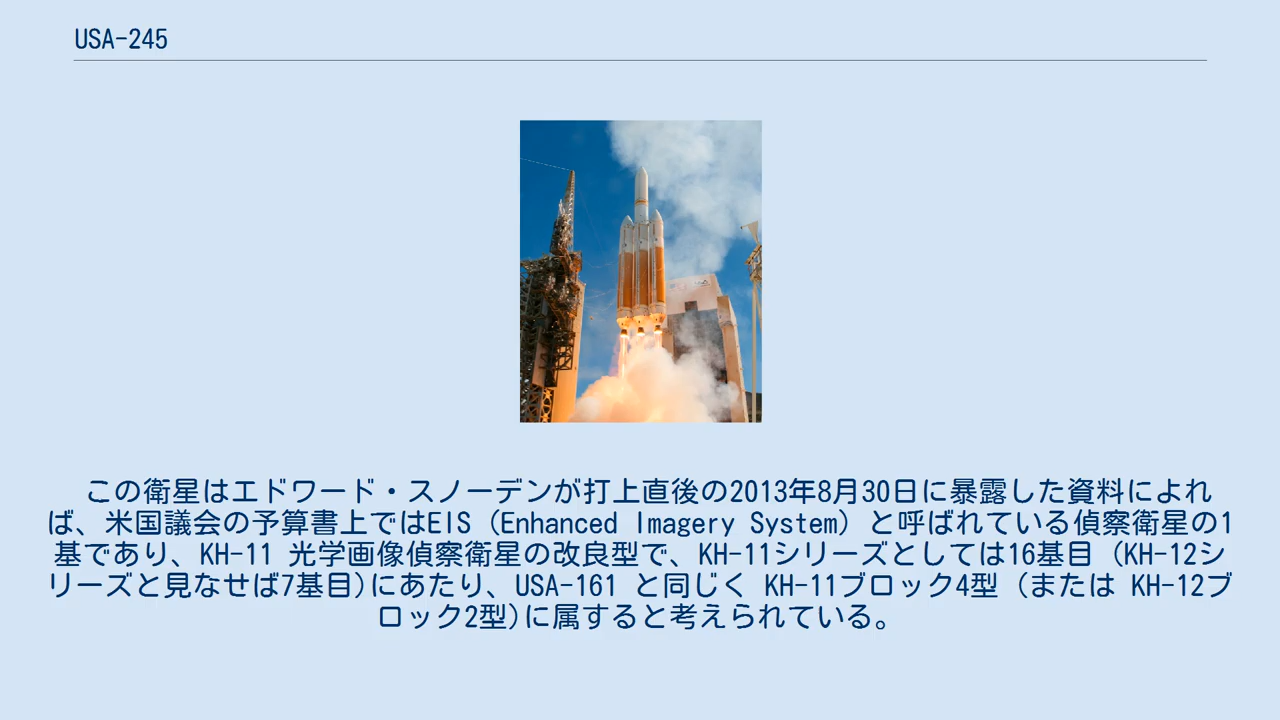 USA-245
この衛星はエドワード・スノーデンが打上直後の2013年8月30日に暴露した資料によれ
ば、米国議会の予算書上ではEIS（Enhanced Imagery System）と呼ばれている偵察衛星の1
基であり、KH-11 光学画像偵察衛星の改良型で、KH-11シリーズとしては16基目（KH-12シ
リーズと見なせば7基目)にあたり、USA-161 と同じく KH-11ブロック4型（または KH-12ブ
ロック2型)に属すると考えられている。